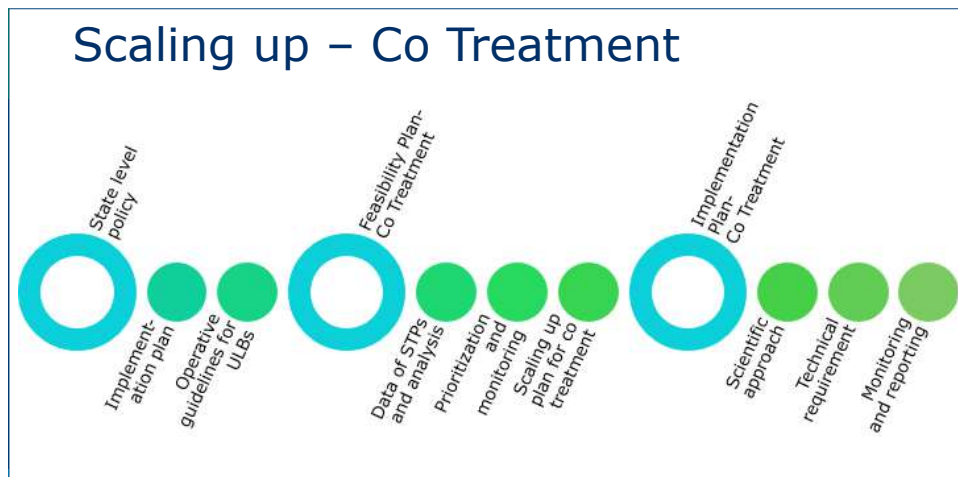 Scaling up – Co Treatment
State level
policy
Implement-
ation plan
Operative
guidelines for
ULBs
Feasibility Plan-
Co Treatment
Data of STPs
and analysis
Prioritization
and
monitoring
Scaling up
plan for co
treatment
Implementation
Plan-
Co Treatment
Scientific
approach
Technical
requirement
Monitoring
and reporting